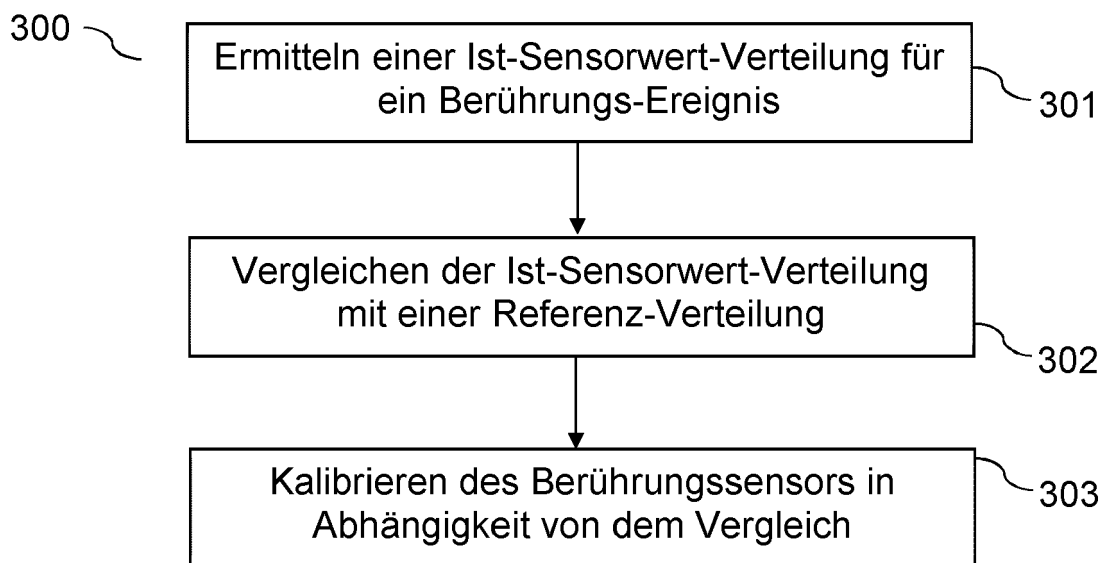 300
Ermitteln einer Ist-Sensorwert-Verteilung für
ein Berührungs-Ereignis
301
Vergleichen der Ist-Sensorwert-Verteilung
mit einer Referenz-Verteilung
302
Kalibrieren des Berührungssensors in
Abhängigkeit von dem Vergleich
303